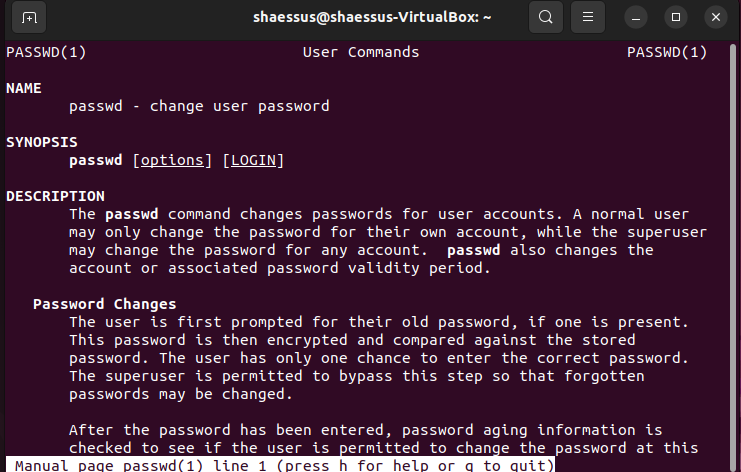 shaessus@shaessus-VirtualBox: ~
PASSWD(1) User Commands PASSWD(1)
NAME
passwd - change user password
SYNOPSIS
passwd [options] [LOGIN]
DESCRIPTION
The passwd command changes passwords for user accounts. A normal user
may only change the password for their own account, while the superuser
may change the password for any account. passwd also changes the
account or associated password validity period.
Password Changes
The user is first prompted for their old password, if one is present.
This password is then encrypted and compared against the stored
password. The user has only one chance to enter the correct password.
The superuser is permitted to bypass this step so that forgotten
passwords may be changed.
After the password has been entered, password aging information is
checked to see if the user is permitted to change the password at this
Manual page passwd(1) line 1 (press h for help or q to quit)